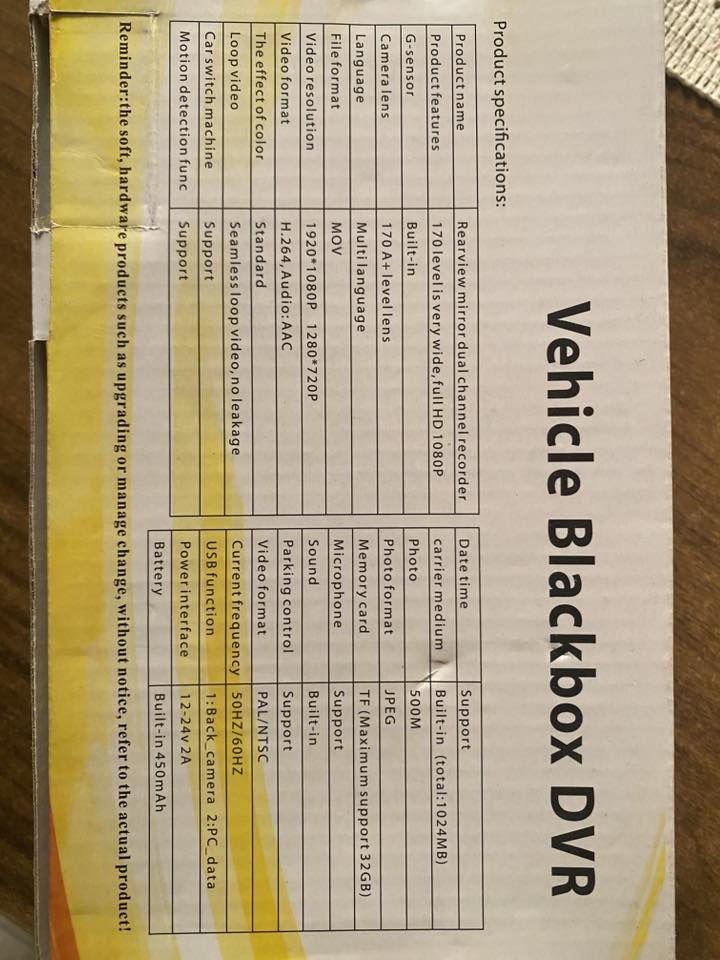 Vehicle Blackbox DVR
Product specifications:
Product name Rearview mirror dual channel recorder
Product features 170 level is very wide, full HD 1080P
G-sensor Built-in
Camera lens 170 A+ level lens
Language Multi language
File format MOV
Video resolution 1920*1080P 1280*720P
Video format H.264, Audio: AAC
The effect of color Standard
Loop video Seamless loop video, no leakage
Car switch machine Support
Motion detection func Support
Date time Support
carrier medium Built-in (total:1024MB)
Photo 500M
Photo format JPEG
Memory card TF (Maximum support 32GB)
Microphone Support
Sound Built-in
Parking control Support
Video format PAL/NTSC
Current frequency 50HZ/60HZ
USB function 1:Back_camera 2:PC_data
Power interface 12-24v 2A
Battery Built-in 450mAh
Reminder:the soft, hardware products such as upgrading or manage change, without notice, refer to the actual product!